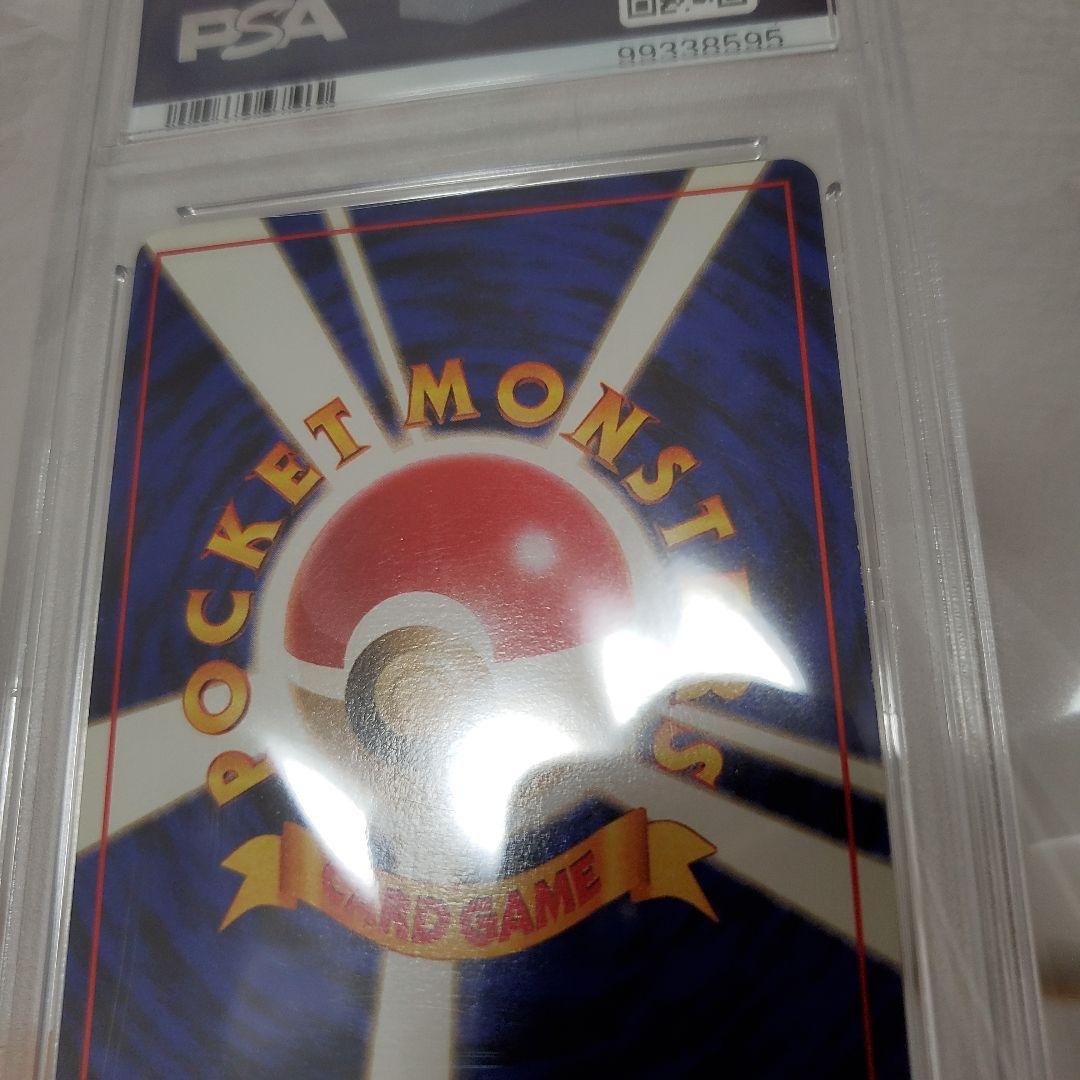 PSA
99338595
POCKET MONSTERS
CARD GAME